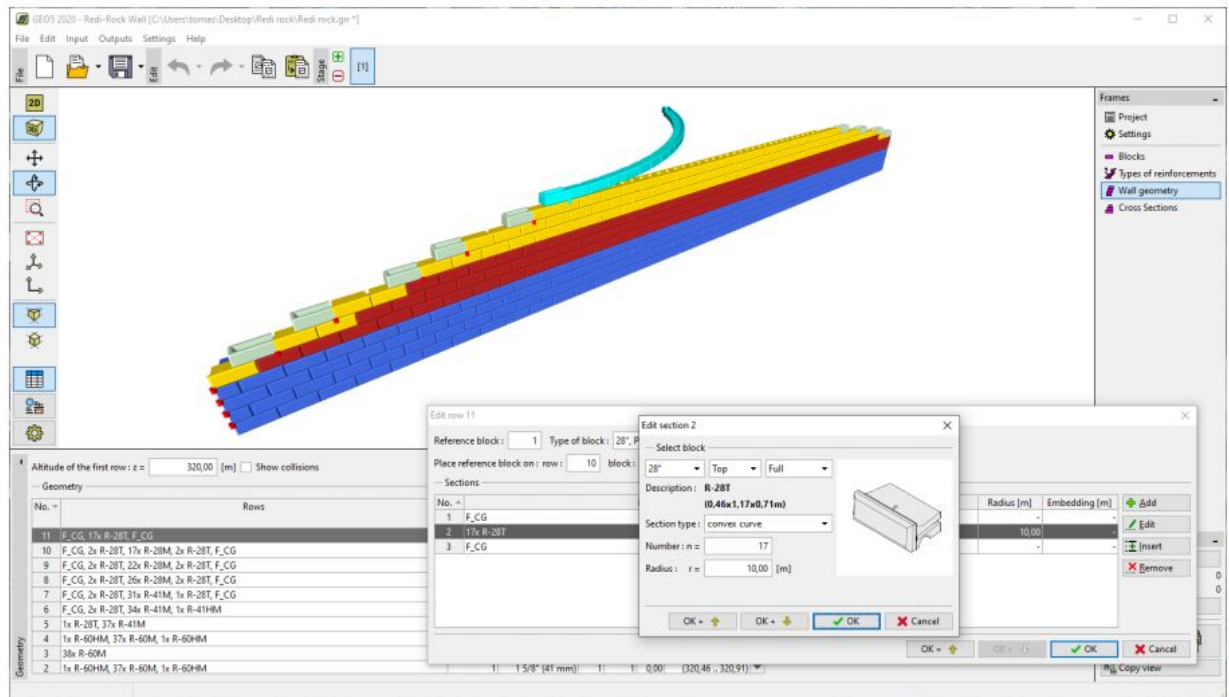 GEO5 2020 - Redi-Rock Wall [C:\Users\tomas\Desktop\Redi rock\Redi rock.grr *]
File Edit Input Outputs Settings Help
File
Edit
Stage
[1]
2D
3D
Frames
Project
Settings
Blocks
Types of reinforcements
Wall geometry
Cross Sections
Altitude of the first row : z = 320,00 [m] Show collisions
Geometry
No. Rows
11 F_CG, 17x R-28T, F_CG
10 F_CG, 2x R-28T, 17x R-28M, 2x R-28T, F_CG
9 F_CG, 2x R-28T, 22x R-28M, 2x R-28T, F_CG
8 F_CG, 2x R-28T, 26x R-28M, 2x R-28T, F_CG
7 F_CG, 2x R-28T, 31x R-41M, 1x R-28T, F_CG
6 F_CG, 2x R-28T, 34x R-41M, 1x R-41HM
5 1x R-28T, 37x R-41M
4 1x R-60HM, 37x R-60M, 1x R-60HM
3 38x R-60M
2 1x R-60HM, 37x R-60M, 1x R-60HM 1 1 5/8" (41 mm) 1 1 0,00 (320,46 .. 320,91)
Geometry
Edit row 11
Reference block : 1 Type of block : 28", P
Place reference block on : row : 10 block :
Sections
No. Radius [m] Embedding [m]
1 F_CG - -
2 17x R-28T 10,00 -
3 F_CG - -
Add
Edit
Insert
Remove
OK + OK + OK Cancel
Edit section 2
Select block
28" Top Full
Description : R-28T
(0,46x1,17x0,71m)
Section type : convex curve
Number : n = 17
Radius : r = 10,00 [m]
OK + OK + OK Cancel
0
0
Copy view